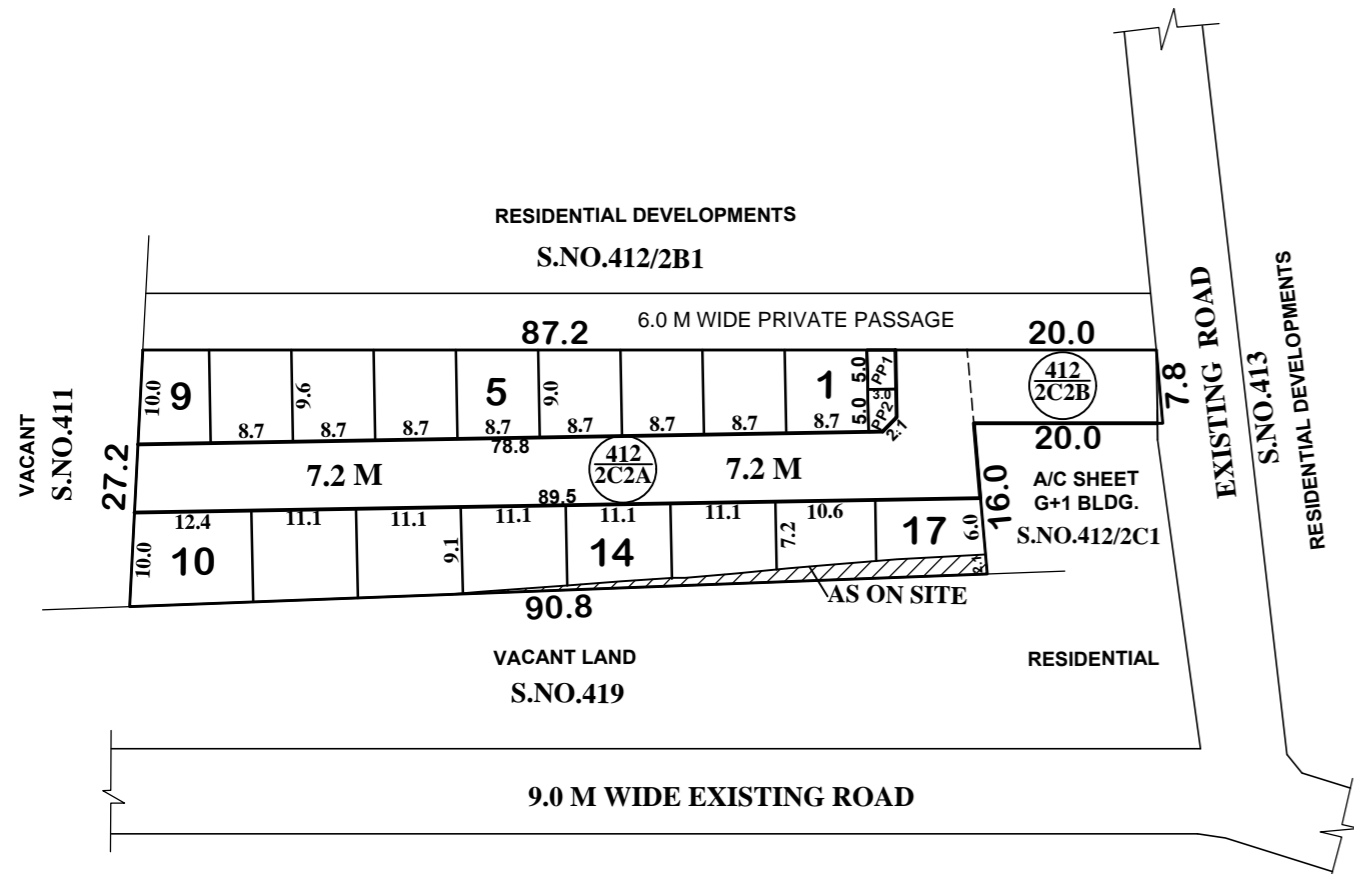 RESIDENTIAL DEVELOPMENTS
S.NO.412/2B1
6.0 M WIDE PRIVATE PASSAGE
87.2
20.0
412
2C2B
7.8
EXISTING ROAD
S.NO.413
RESIDENTIAL DEVELOPMENTS
VACANT
S.NO.411
27.2
10.0
9
9.6
5
9.0
1
5.0
PP1
5.0
3.0
PP2
2.1
8.7
8.7
8.7
8.7
8.7
8.7
8.7
8.7
78.8
20.0
7.2 M
412
2C2A
7.2 M
89.5
16.0
A/C SHEET
G+1 BLDG.
S.NO.412/2C1
12.4
11.1
11.1
11.1
11.1
11.1
10.6
10.0
10
9.1
14
7.2
17
6.0
2.1
AS ON SITE
90.8
VACANT LAND
S.NO.419
RESIDENTIAL
9.0 M WIDE EXISTING ROAD